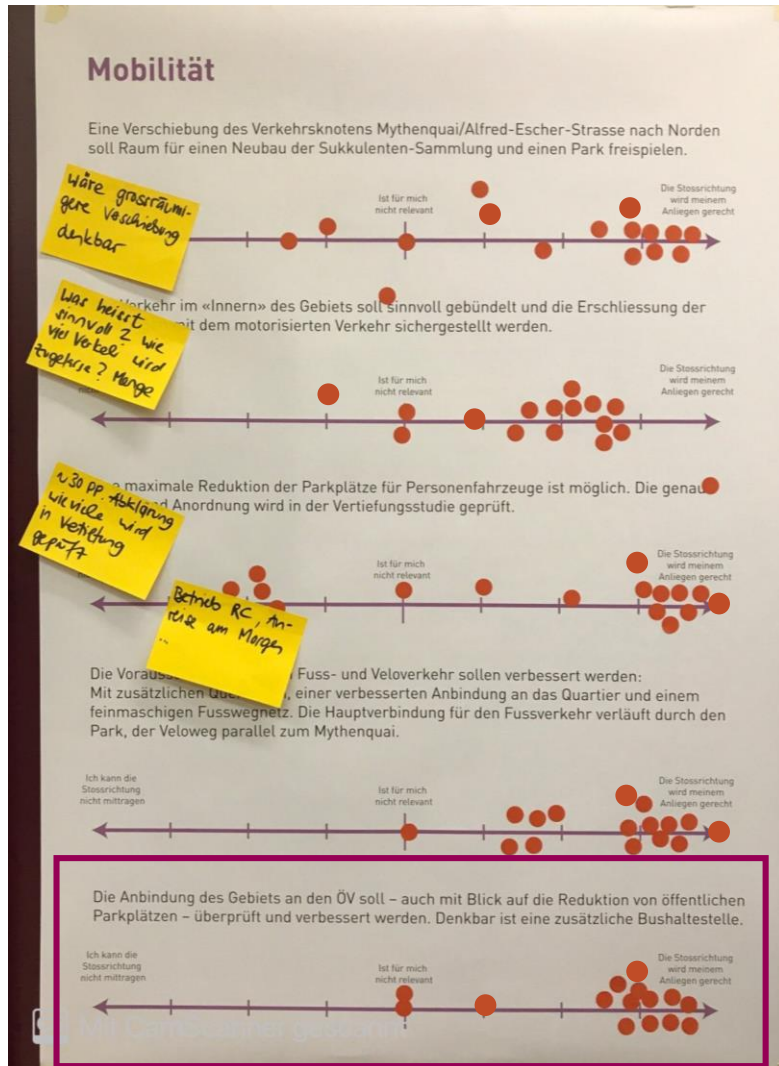 Mobilität
Eine Verschiebung des Verkehrsknotens Mythenquai/Alfred-Escher-Strasse nach Norden
soll Raum für einen Neubau der Sukkulenten-Sammlung und einen Park freispielen.
wäre grossräumi-
gere Verschiebung
denkbar
Ist für mich
nicht relevant
Die Stossrichtung
wird meinem
Anliegen gerecht
Verkehr im «Innern» des Gebiets soll sinnvoll gebündelt und die Erschliessung der
mit dem motorisierten Verkehr sichergestellt werden.
Was heisst
sinnvoll? wie
viel Verkehr wird
Menge
Ist für mich
nicht relevant
Die Stossrichtung
wird meinem
Anliegen gerecht
maximale Reduktion der Parkplätze für Personenfahrzeuge ist möglich. Die genaue
Anordnung wird in der Vertiefungsstudie geprüft.
~30 PP. Abklärung
wie viele wird
in Vertiefung
geprüft
Ist für mich
nicht relevant
Die Stossrichtung
wird meinem
Anliegen gerecht
Betrieb RC, An-
reise am Morgen
..
Die Voraus
Fuss- und Veloverkehr sollen verbessert werden:
Mit zusätzlichen, einer verbesserten Anbindung an das Quartier und einem
feinmaschigen Fusswegnetz. Die Hauptverbindung für den Fussverkehr verläuft durch den
Park, der Veloweg parallel zum Mythenquai.
Ich kann die
Stossrichtung
nicht mittragen
Ist für mich
nicht relevant
Die Stossrichtung
wird meinem
Anliegen gerecht
Die Anbindung des Gebiets an den ÖV soll – auch mit Blick auf die Reduktion von öffentlichen
Parkplätzen – überprüft und verbessert werden. Denkbar ist eine zusätzliche Bushaltestelle.
Ich kann die
Stossrichtung
nicht mittragen
Ist für mich
nicht relevant
Die Stossrichtung
wird meinem
Anliegen gerecht
Mit CamScanner gescannt